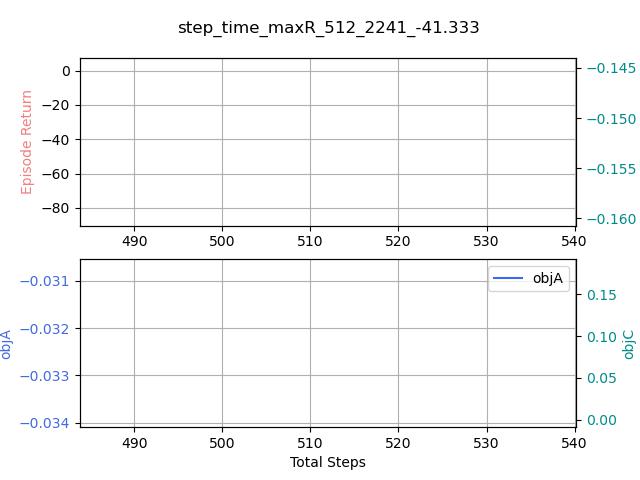 step_time_maxR_512_2241_-41.333
0
−20
−40
−60
−80
Episode Return
−0.145
−0.150
−0.155
−0.160
490 500 510 520 530 540
objA
−0.031
−0.032
−0.033
−0.034
objA
0.15
0.10
0.05
0.00
objC
490 500 510 520 530 540
Total Steps